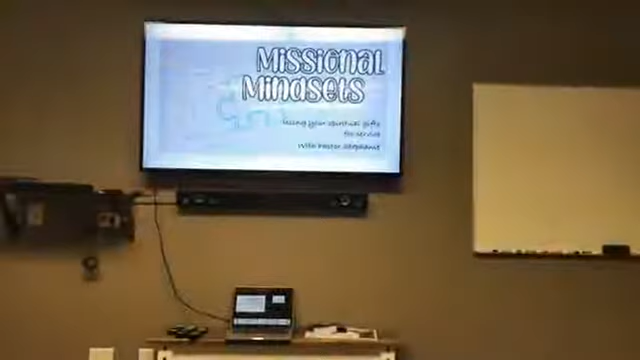 Missional
Mindsets
using your spiritual gifts
for service
with Pastor Stephanie